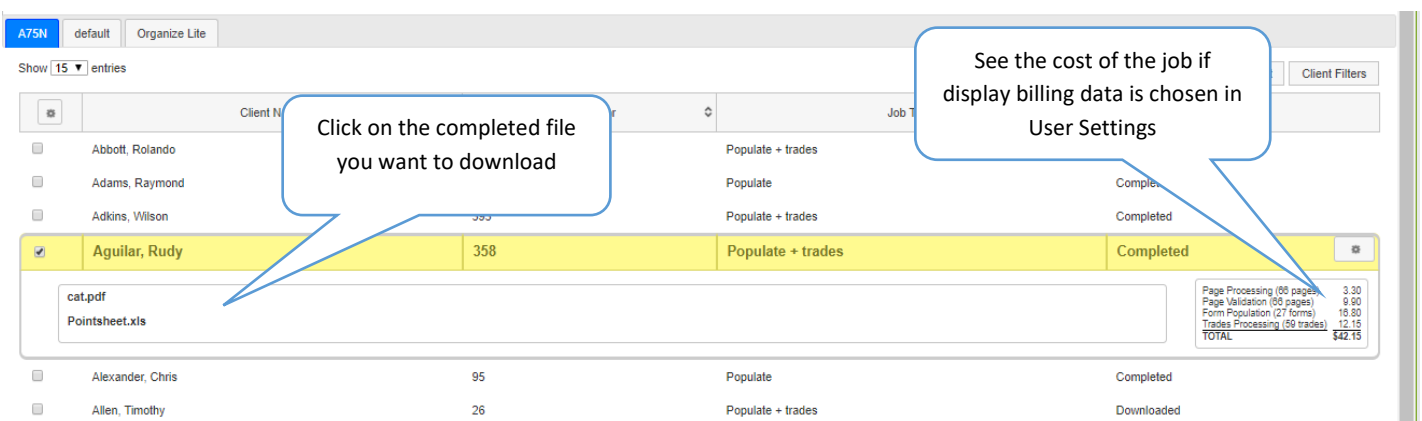 A75N default Organize Lite
Show 15 entries
Client Filters
See the cost of the job if
display billing data is chosen in
User Settings
Click on the completed file
you want to download
Abbott, Rolando Populate + trades
Adams, Raymond Populate
Adkins, Wilson 393 Populate + trades Completed
Aguilar, Rudy 358 Populate + trades Completed
cat.pdf
Pointsheet.xls
Page Processing (66 pages) 3.30
Page Validation (66 pages) 9.90
Form Population (27 forms) 16.80
Trades Processing (59 trades) 12.15
TOTAL $42.15
Alexander, Chris 95 Populate Completed
Allen, Timothy 26 Populate + trades Downloaded